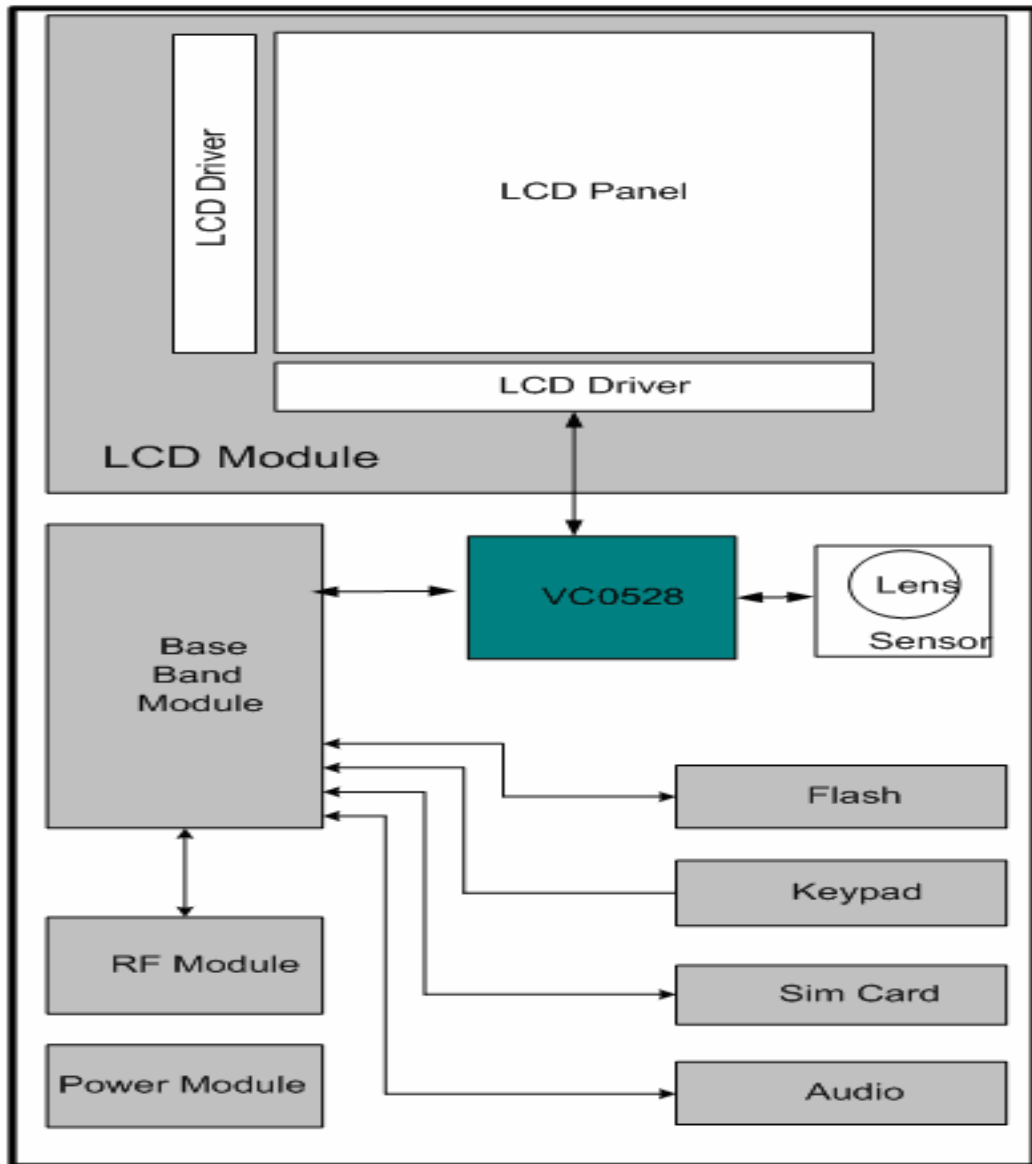 LCD Driver
LCD Panel
LCD Driver
LCD Module
Base
Band
Module
VC0528
Lens
Sensor
Flash
Keypad
RF Module
Sim Card
Power Module
Audio